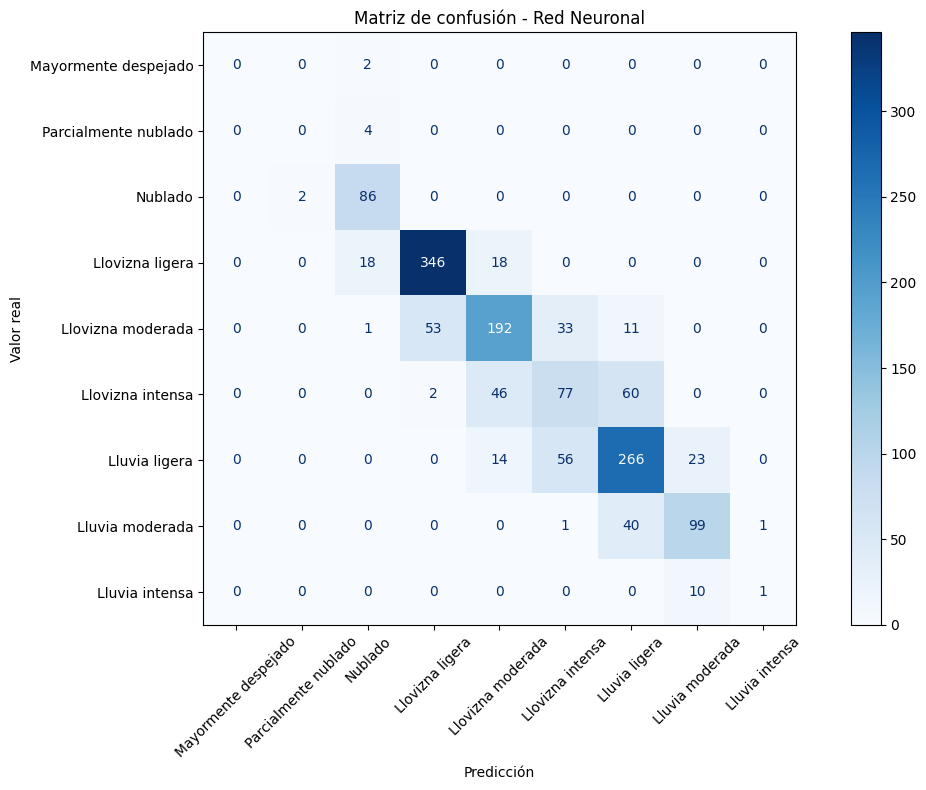 Matriz de confusión - Red Neuronal
Valor real
Mayormente despejado 0 0 2 0 0 0 0 0 0
Parcialmente nublado 0 0 4 0 0 0 0 0 0
Nublado 0 2 86 0 0 0 0 0 0
Llovizna ligera 0 0 18 346 18 0 0 0 0
Llovizna moderada 0 0 1 53 192 33 11 0 0
Llovizna intensa 0 0 0 2 46 77 60 0 0
Lluvia ligera 0 0 0 0 14 56 266 23 0
Lluvia moderada 0 0 0 0 0 1 40 99 1
Lluvia intensa 0 0 0 0 0 0 0 10 1
Mayormente despejado
Parcialmente nublado
Nublado
Llovizna ligera
Llovizna moderada
Llovizna intensa
Lluvia ligera
Lluvia moderada
Lluvia intensa
Predicción
300
250
200
150
100
50
0